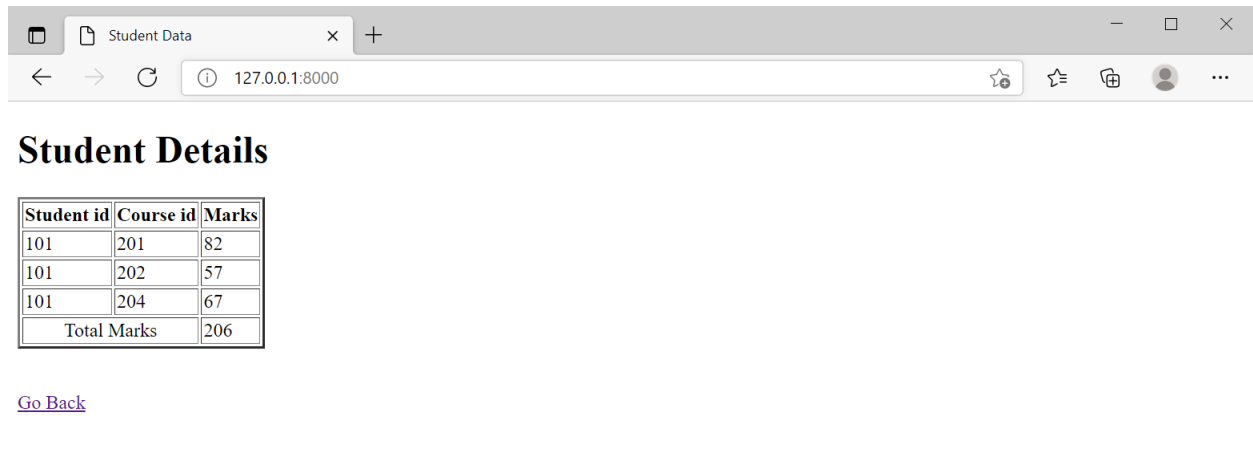 Student Data
127.0.0.1:8000
Student Details
Student id Course id Marks
101 201 82
101 202 57
101 204 67
Total Marks 206
Go Back